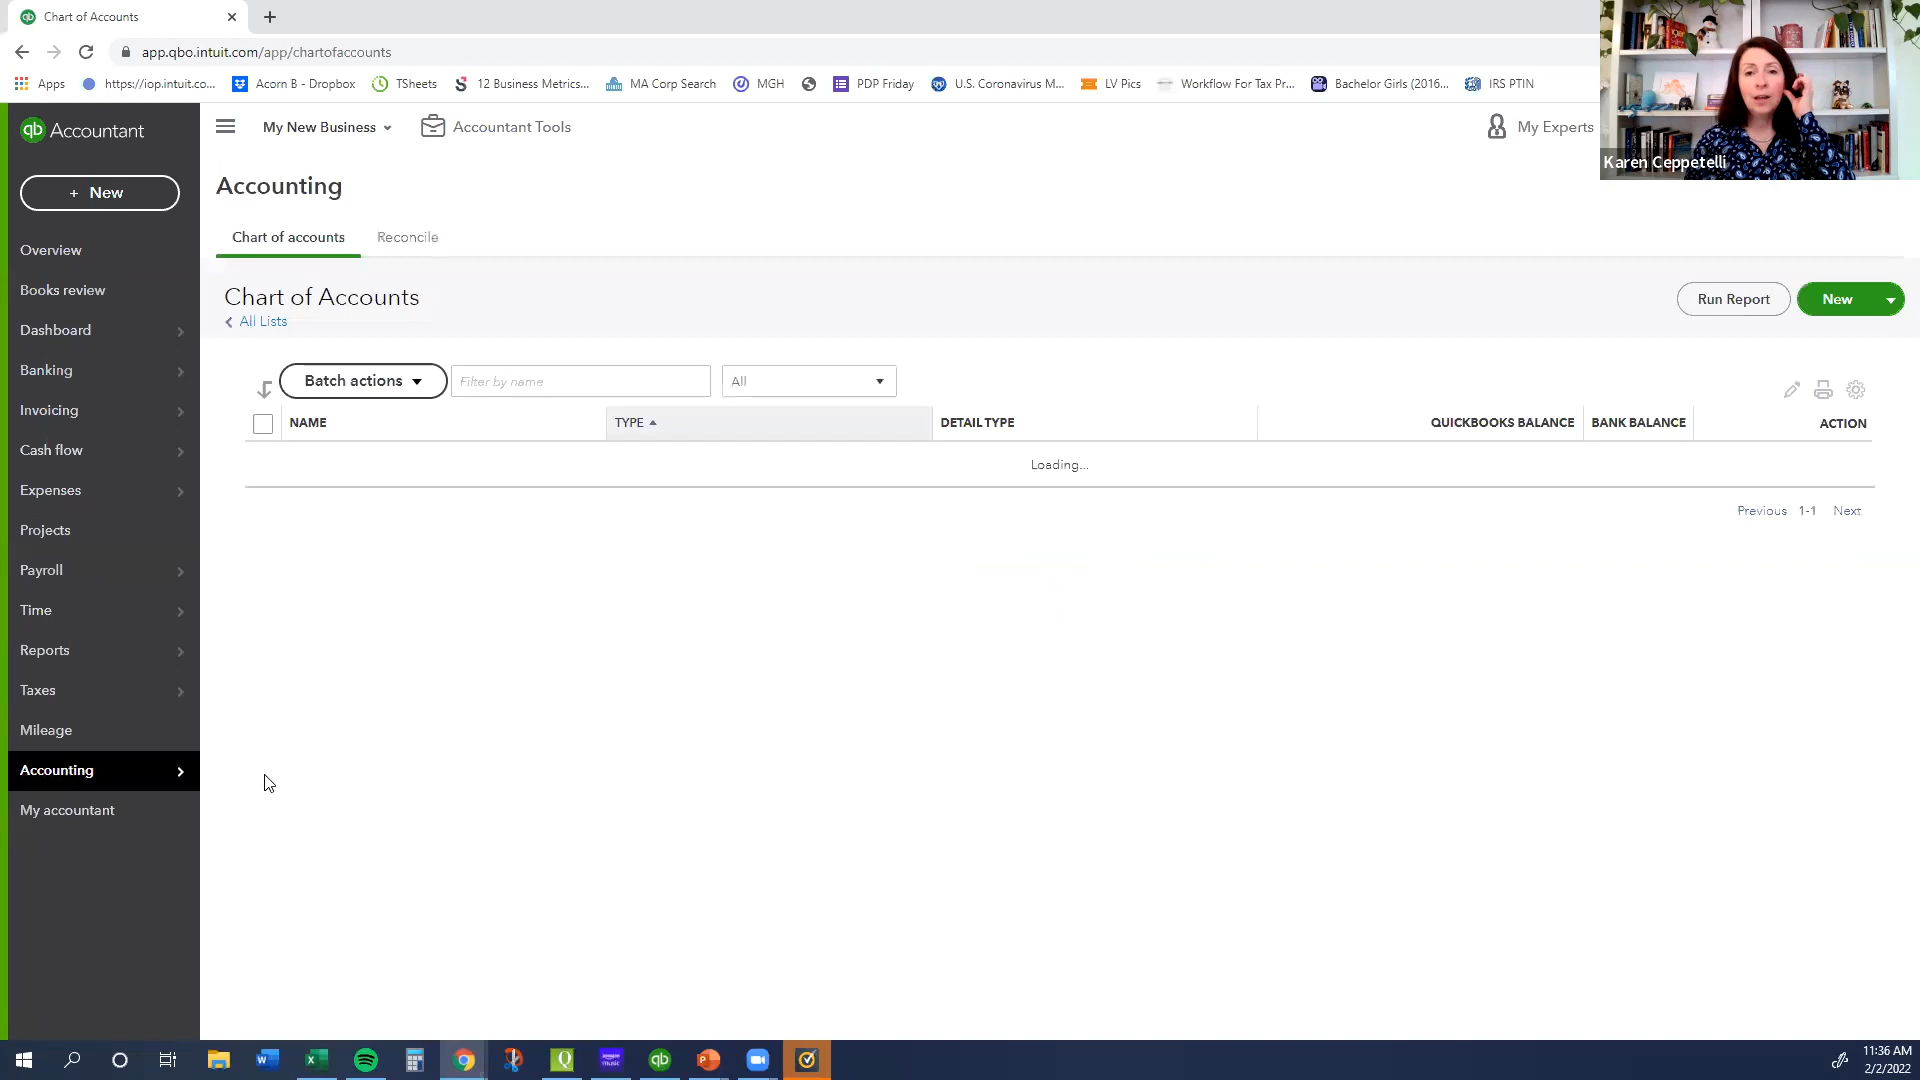 Chart of Accounts
app.qbo.intuit.com/app/chartofaccounts
Apps
https://iop.intuit.co...
Acorn B - Dropbox
TSheets
12 Business Metrics...
MA Corp Search
MGH
PDP Friday
U.S. Coronavirus M...
LV Pics
Workflow For Tax Pr...
Bachelor Girls (2016...
IRS PTIN
Karen Ceppetelli
qb Accountant
My New Business
Accountant Tools
My Experts
+ New
Overview
Books review
Dashboard
Banking
Invoicing
Cash flow
Expenses
Projects
Payroll
Time
Reports
Taxes
Mileage
Accounting
My accountant
Accounting
Chart of accounts
Reconcile
Chart of Accounts
All Lists
Run Report
New
Batch actions
Filter by name
All
NAME
TYPE
DETAIL TYPE
QUICKBOOKS BALANCE
BANK BALANCE
ACTION
Loading...
Previous 1-1 Next
11:36 AM
2/2/2022